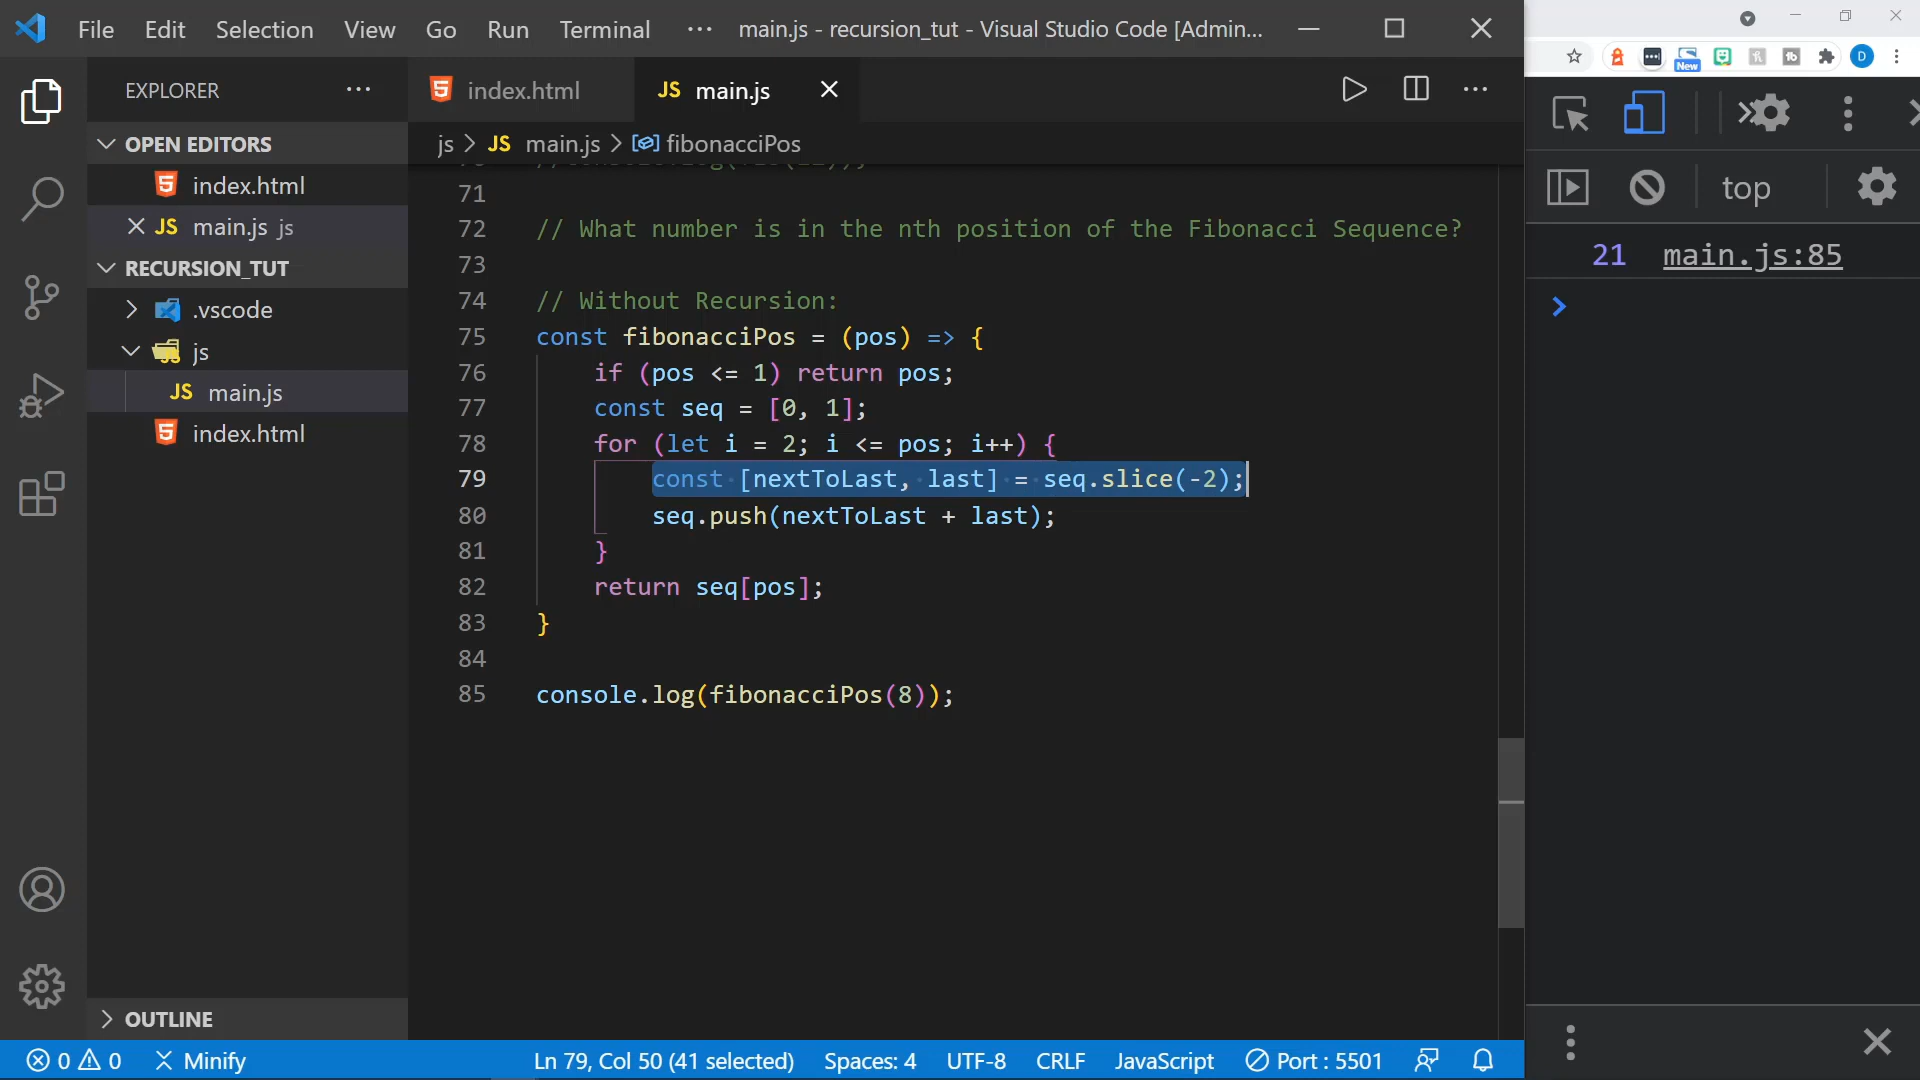 File Edit Selection View Go Run Terminal ··· main.js - recursion_tut - Visual Studio Code [Admin...
EXPLORER ···
OPEN EDITORS
index.html
JS main.js js
RECURSION_TUT
.vscode
js
JS main.js
index.html
OUTLINE
index.html
JS main.js
js > JS main.js > fibonacciPos
71
72 // What number is in the nth position of the Fibonacci Sequence?
73
74 // Without Recursion:
75 const fibonacciPos = (pos) => {
76 if (pos <= 1) return pos;
77 const seq = [0, 1];
78 for (let i = 2; i <= pos; i++) {
79 const [nextToLast, last] = seq.slice(-2);
80 seq.push(nextToLast + last);
81 }
82 return seq[pos];
83 }
84
85 console.log(fibonacciPos(8));
0 0 Minify Ln 79, Col 50 (41 selected) Spaces: 4 UTF-8 CRLF JavaScript Port : 5501
New
D
top
21 main.js:85